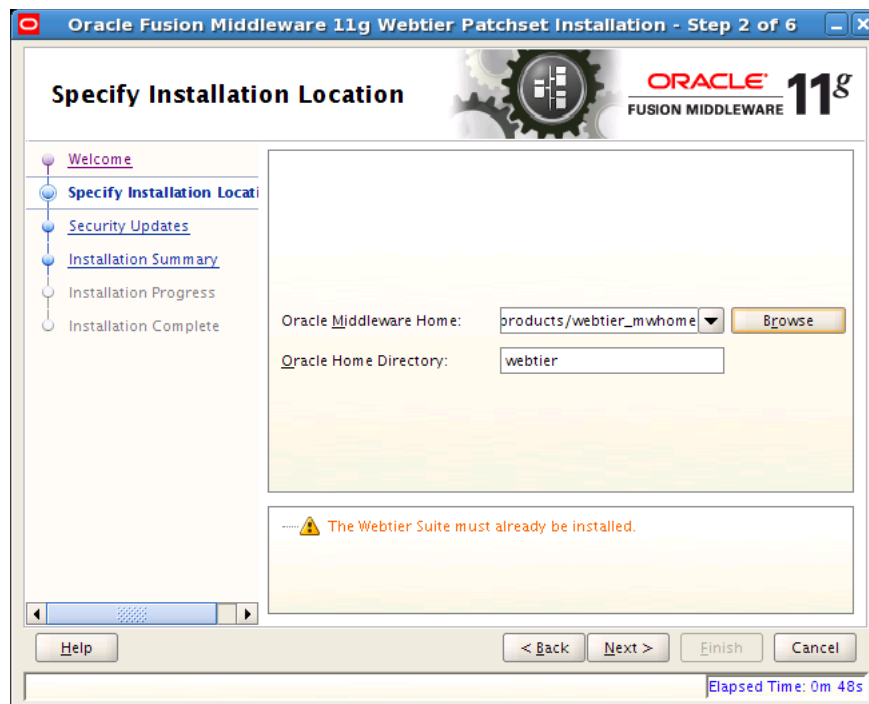 Oracle Fusion Middleware 11g Webtier Patchset Installation - Step 2 of 6
Specify Installation Location
ORACLE
FUSION MIDDLEWARE
11g
Welcome
Specify Installation Locati
Security Updates
Installation Summary
Installation Progress
Installation Complete
Oracle Middleware Home: products/webtier_mwhome Browse
Oracle Home Directory: webtier
The Webtier Suite must already be installed.
Help < Back Next > Finish Cancel
Elapsed Time: 0m 48s